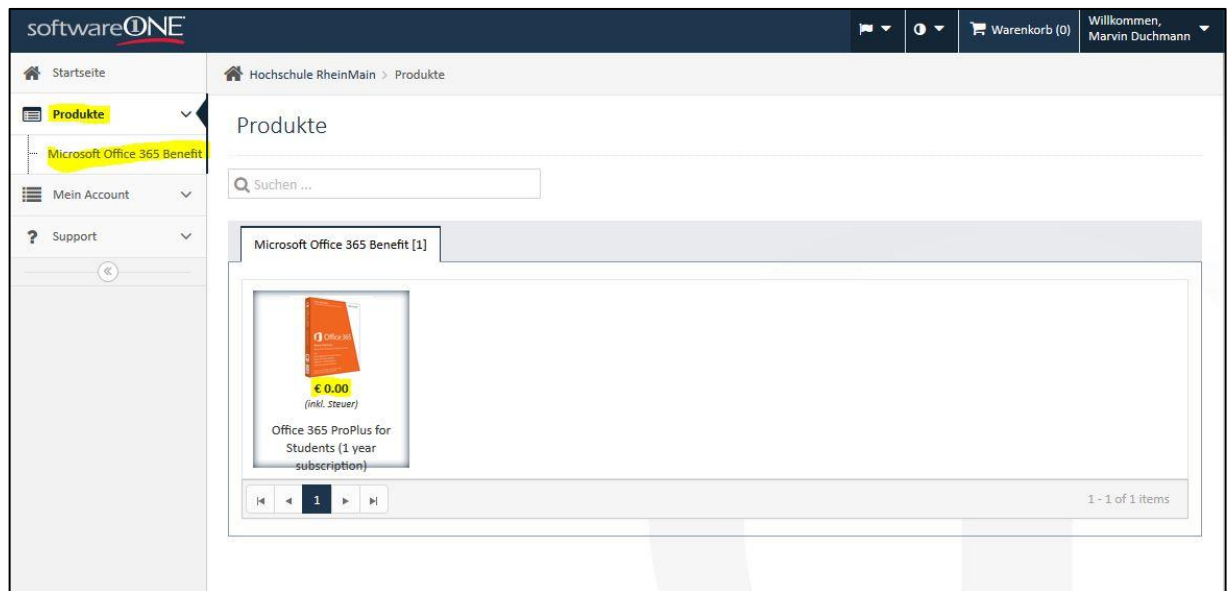 softwareONE
Warenkorb (0)
Willkommen,
Marvin Duchmann
Startseite
Produkte
Microsoft Office 365 Benefit
Mein Account
? Support
Hochschule RheinMain > Produkte
Produkte
Suchen ...
Microsoft Office 365 Benefit [1]
Office 365
€ 0.00
(inkl. Steuer)
Office 365 ProPlus for
Students (1 year
subscription)
1
1 - 1 of 1 items